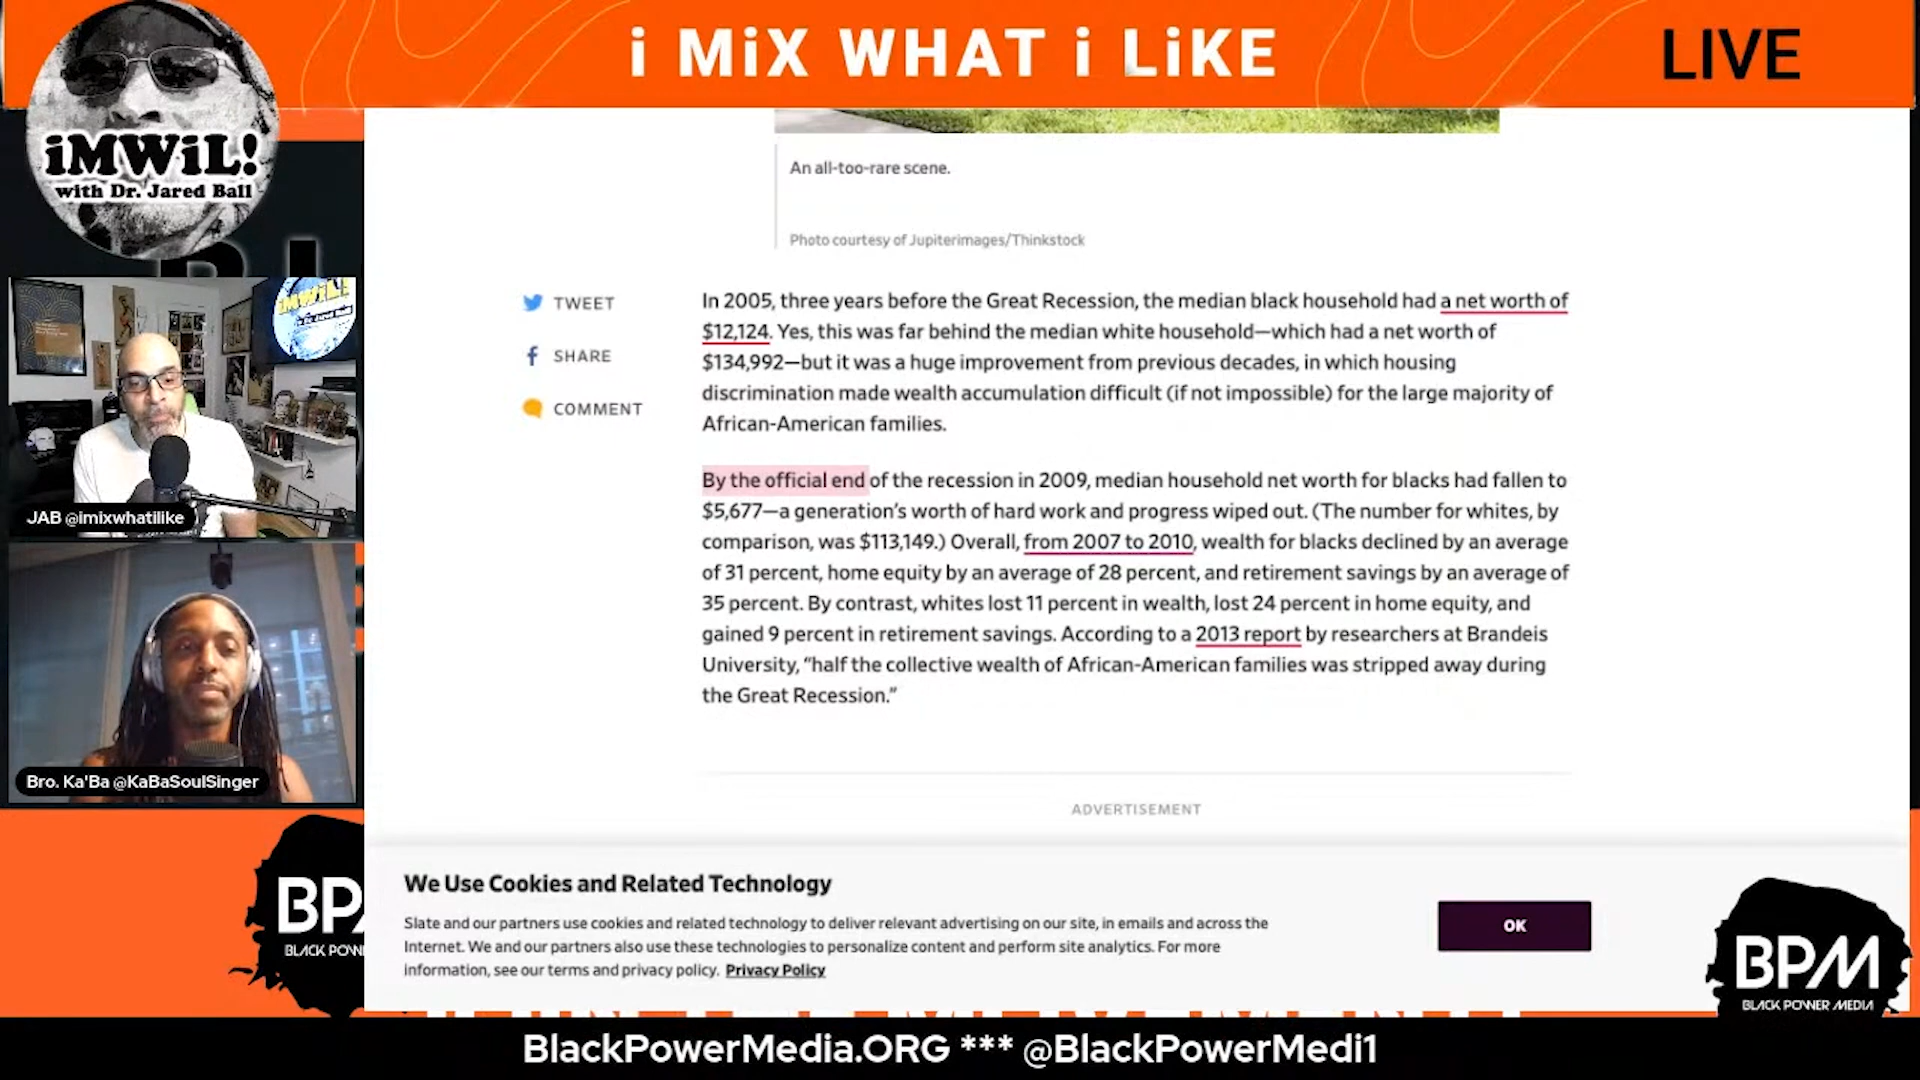 i MiX WHAT i LiKE
LIVE
iMWiL!
with Dr. Jared Ball
An all-too-rare scene.
Photo courtesy of Jupiterimages/Thinkstock
TWEET
SHARE
COMMENT
In 2005, three years before the Great Recession, the median black household had a net worth of
$12,124. Yes, this was far behind the median white household—which had a net worth of
$134,992—but it was a huge improvement from previous decades, in which housing
discrimination made wealth accumulation difficult (if not impossible) for the large majority of
African-American families.
By the official end of the recession in 2009, median household net worth for blacks had fallen to
$5,677—a generation's worth of hard work and progress wiped out. (The number for whites, by
comparison, was $113,149.) Overall, from 2007 to 2010, wealth for blacks declined by an average
of 31 percent, home equity by an average of 28 percent, and retirement savings by an average of
35 percent. By contrast, whites lost 11 percent in wealth, lost 24 percent in home equity, and
gained 9 percent in retirement savings. According to a 2013 report by researchers at Brandeis
University, “half the collective wealth of African-American families was stripped away during
the Great Recession.”
ADVERTISEMENT
iMWiL!
JAB @imixwhatilike
Bro. Ka'Ba @KaBaSoulSinger
We Use Cookies and Related Technology
Slate and our partners use cookies and related technology to deliver relevant advertising on our site, in emails and across the
Internet. We and our partners also use these technologies to personalize content and perform site analytics. For more
information, see our terms and privacy policy. Privacy Policy
OK
BPM
BLACK POWER MEDIA
BlackPowerMedia.ORG *** @BlackPowerMedi1